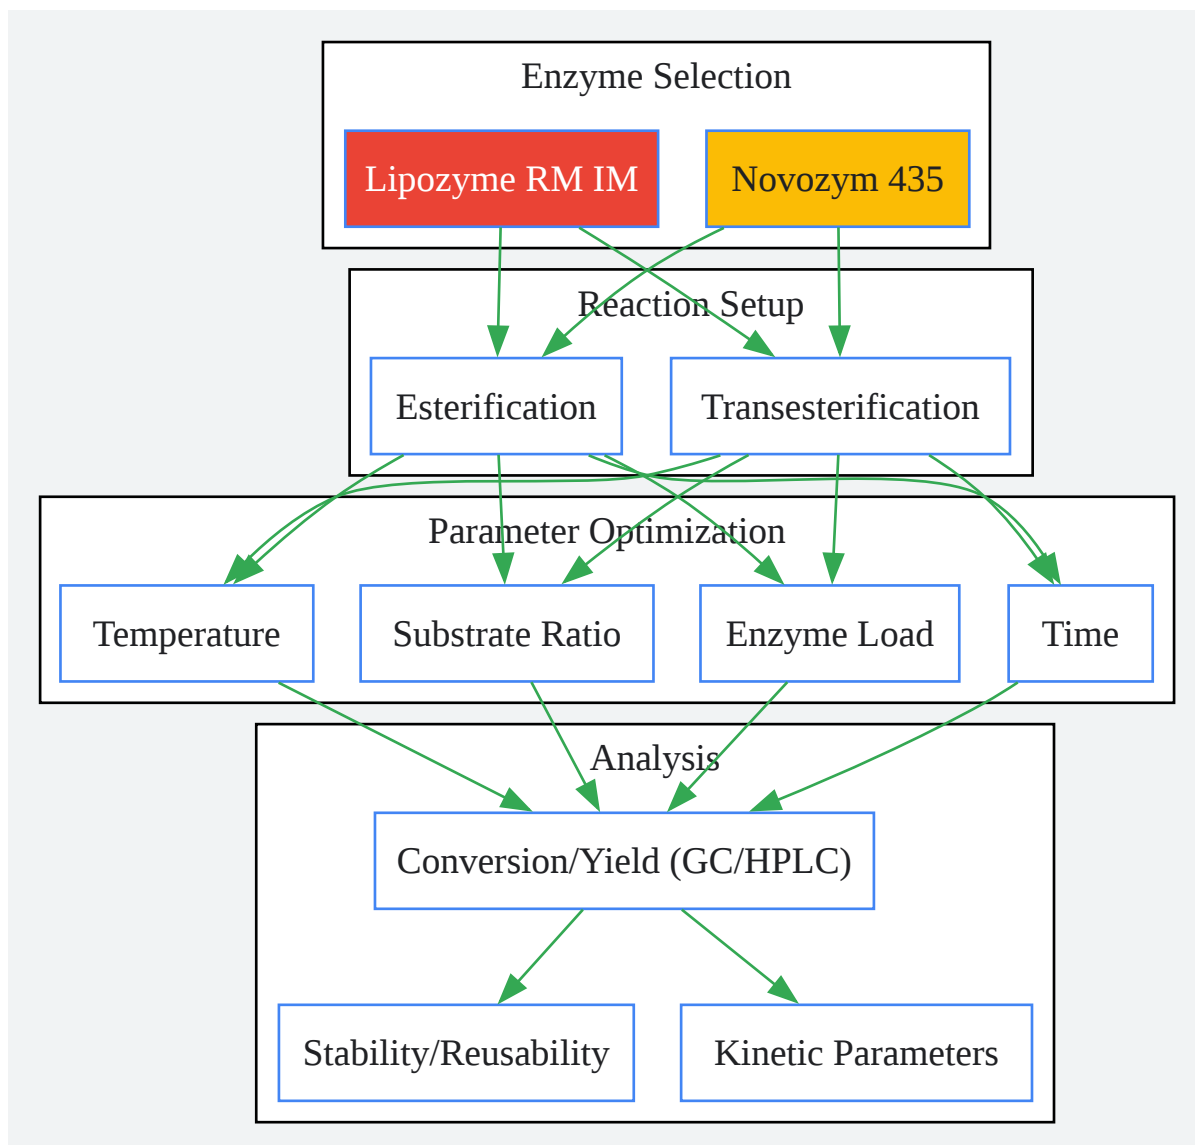 Enzyme Selection
Lipozyme RM IM
Novozym 435
Reaction Setup
Esterification
Transesterification
Parameter Optimization
Temperature
Substrate Ratio
Enzyme Load
Time
Analysis
Conversion/Yield (GC/HPLC)
Stability/Reusability
Kinetic Parameters